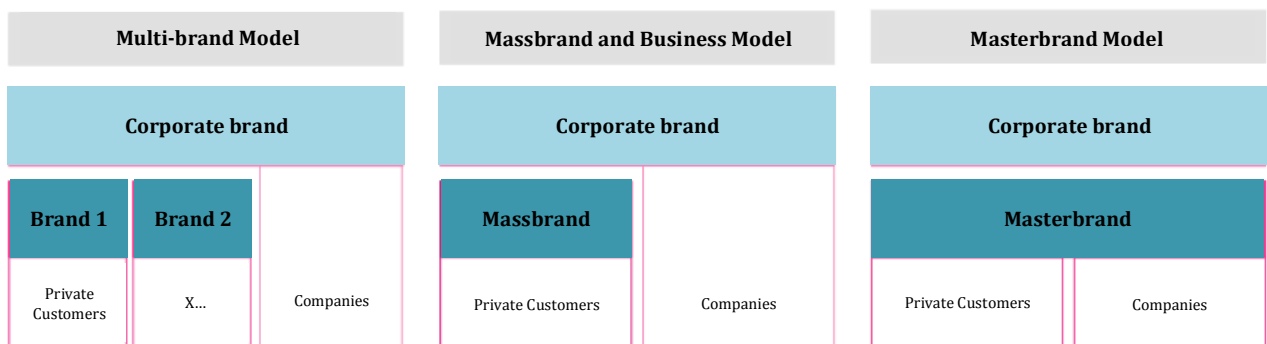 Multi-brand Model
Corporate brand
Brand 1
Brand 2
Private
Customers
X...
Companies
Massbrand and Business Model
Corporate brand
Massbrand
Private Customers
Companies
Masterbrand Model
Corporate brand
Masterbrand
Private Customers
Companies